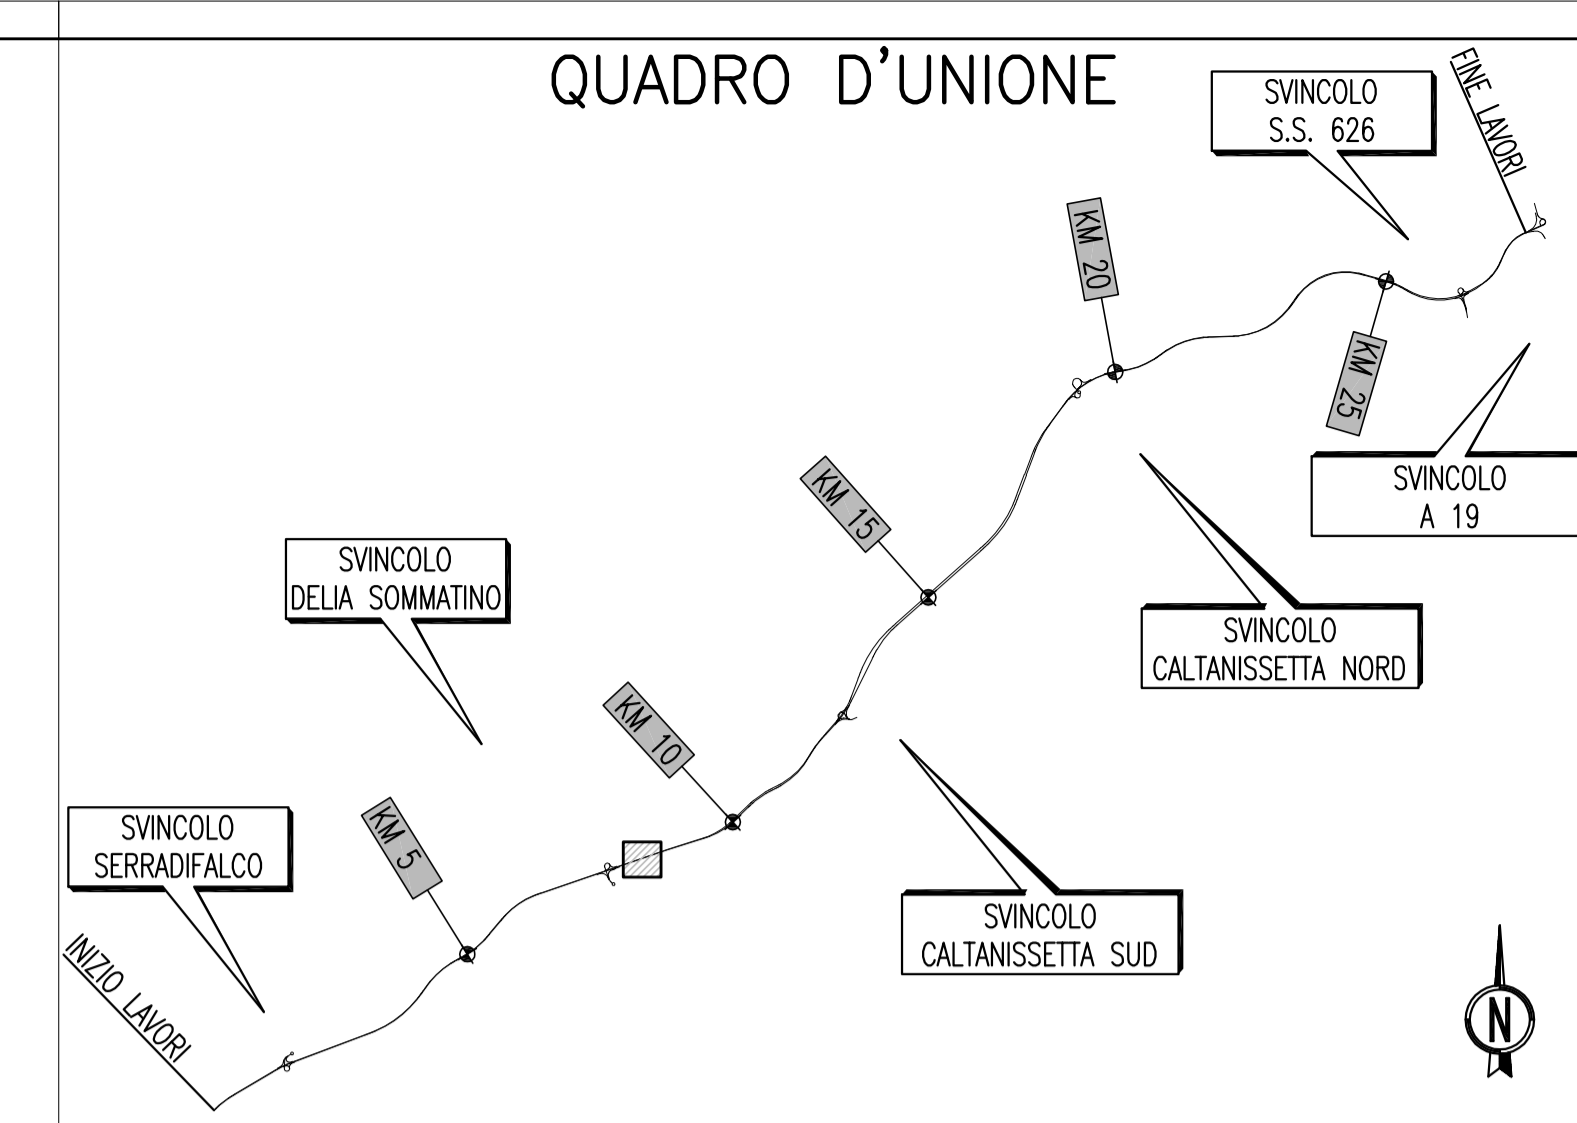 QUADRO D'UNIONE
SVINCOLO
S.S. 626
FINE LAVORI
KM 20
KM 25
SVINCOLO
A 19
KM 15
SVINCOLO
DELIA SOMMATINO
SVINCOLO
CALTANISSETTA NORD
KM 10
SVINCOLO
SERRADIFALCO
KM 5
SVINCOLO
CALTANISSETTA SUD
INIZIO LAVORI
N